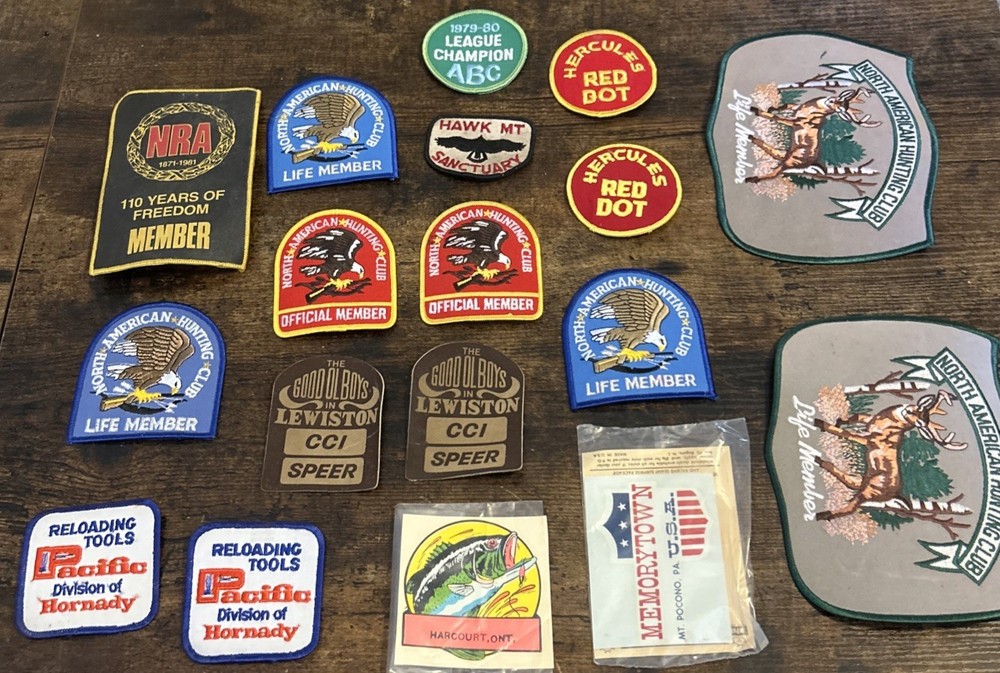 1979-80
LEAGUE
CHAMPION
ABC
HERCULES
RED
DOT
NRA
1871-1981
110 YEARS OF
FREEDOM
MEMBER
NORTH AMERICAN HUNTING CLUB
LIFE MEMBER
HAWK MT
SANCTUARY
HERCULES
RED
DOT
NORTH AMERICAN HUNTING CLUB
Life Member
NORTH AMERICAN HUNTING CLUB
OFFICIAL MEMBER
NORTH AMERICAN HUNTING CLUB
OFFICIAL MEMBER
NORTH AMERICAN HUNTING CLUB
LIFE MEMBER
NORTH AMERICAN HUNTING CLUB
LIFE MEMBER
THE
GOOD OL BOYS
IN
LEWISTON
CCI
SPEER
THE
GOOD OL BOYS
IN
LEWISTON
CCI
SPEER
NORTH AMERICAN HUNTING CLUB
Life Member
RELOADING
TOOLS
Pacific
Division of
Hornady
RELOADING
TOOLS
Pacific
Division of
Hornady
HARCOURT, ONT.
MEMORYTOWN
U.S.A.
MT. POCONO, PA.